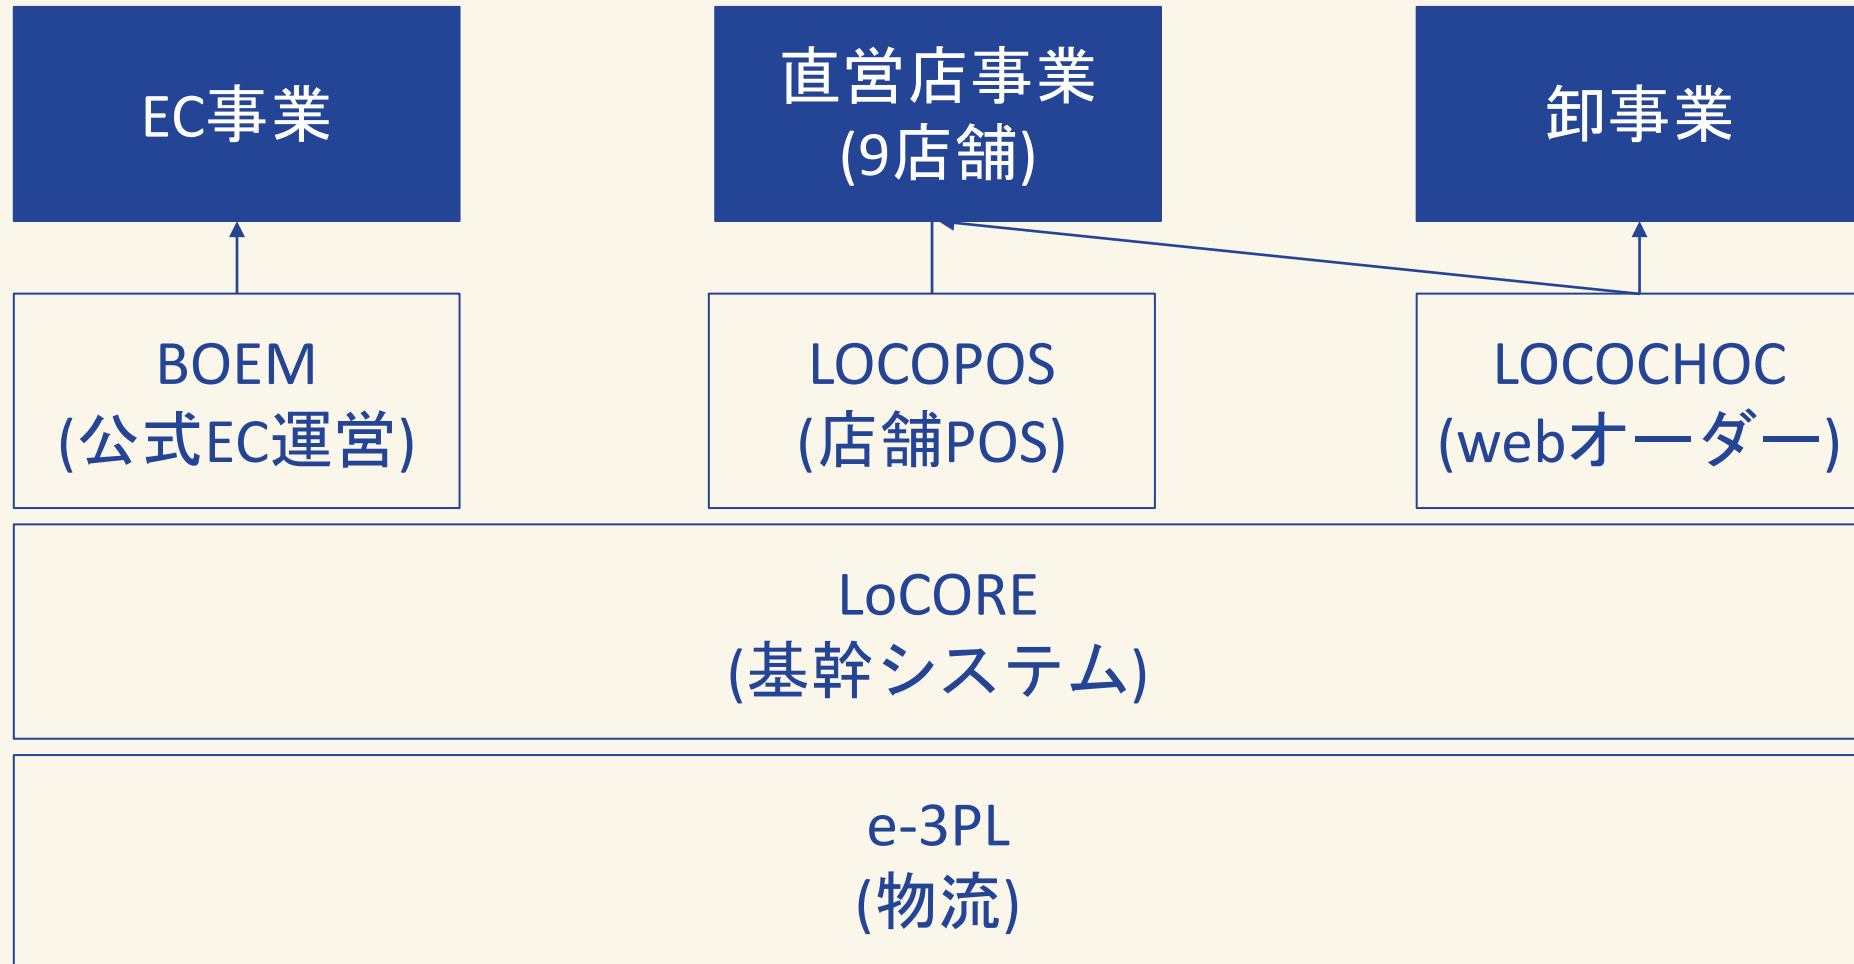 EC事業
直営店事業
(9店舗)
卸事業
BOEM
(公式EC運営)
LOCOPOS
(店舗POS)
LOCOCHOC
(webオーダー)
LoCORE
(基幹システム)
e-3PL
(物流)